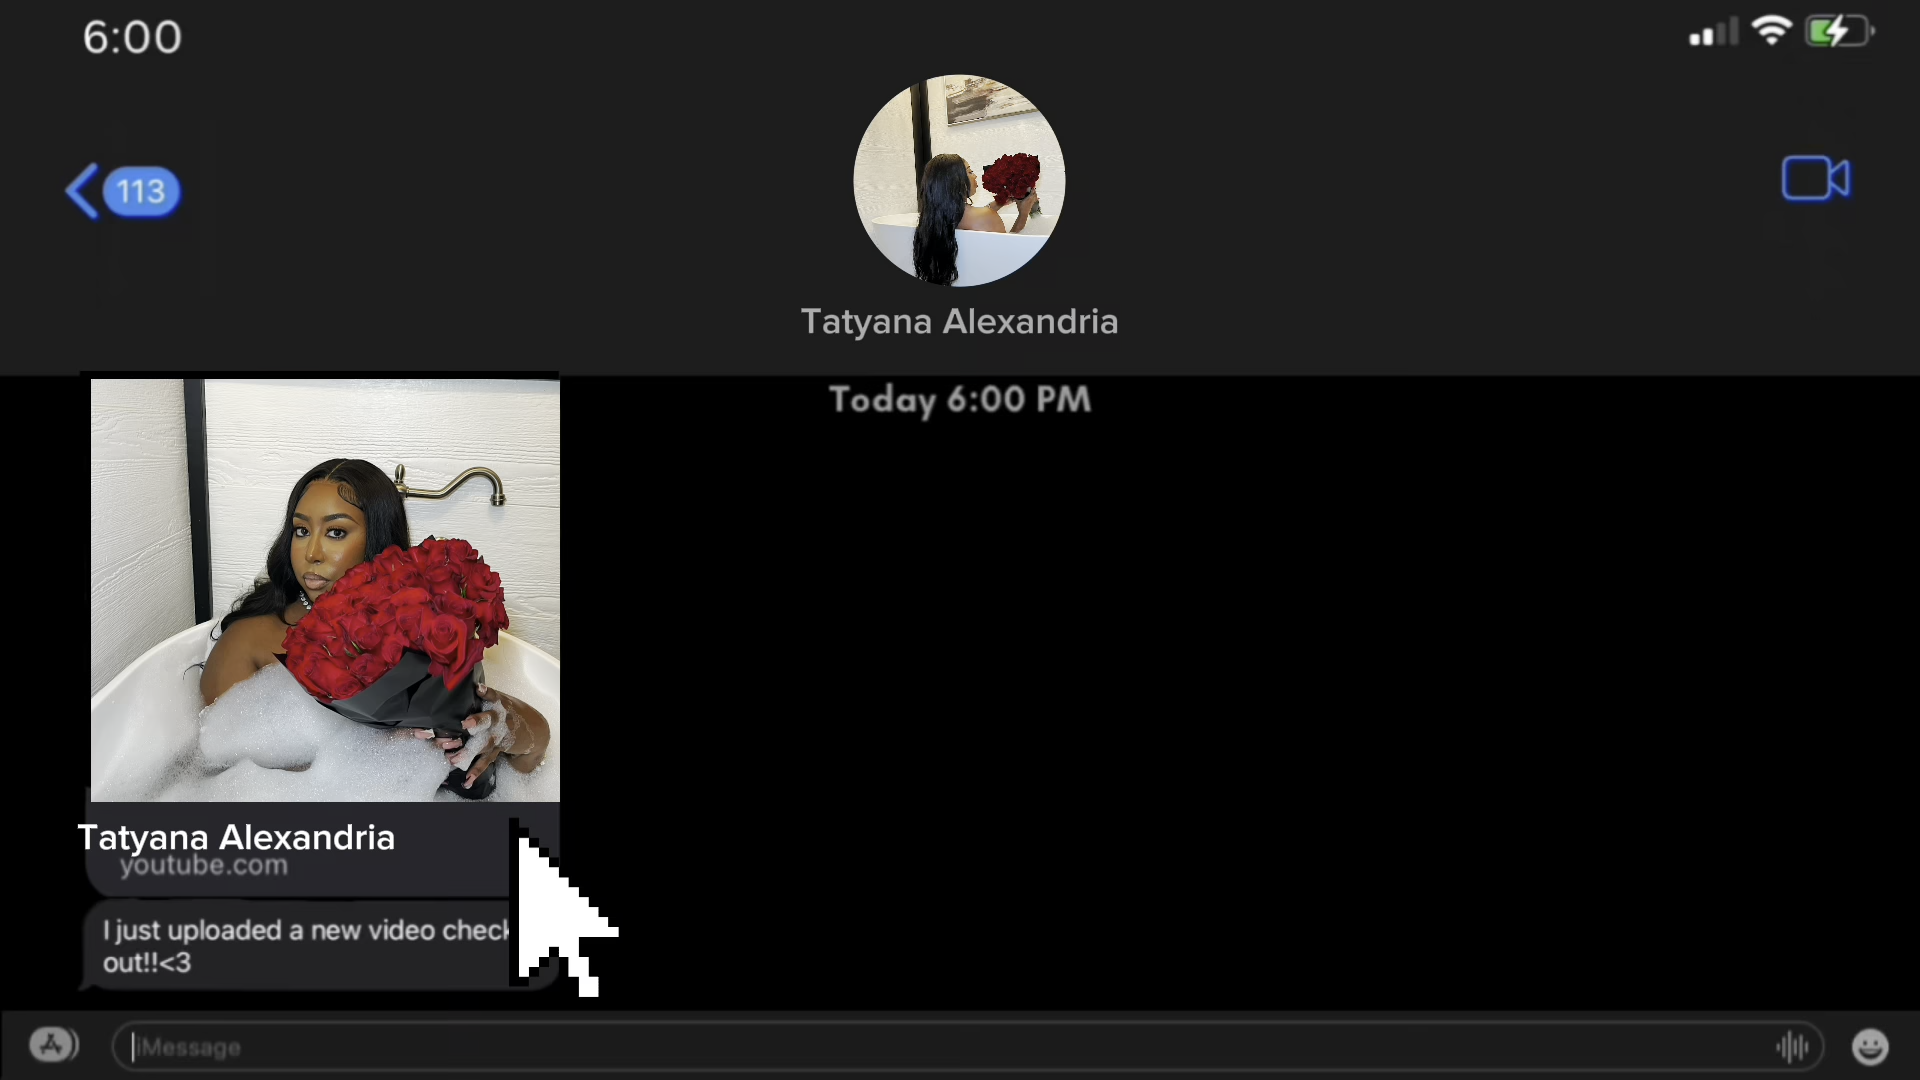 6:00
113
Tatyana Alexandria
Today 6:00 PM
Tatyana Alexandria
youtube.com
I just uploaded a new video check
out!!<3
iMessage